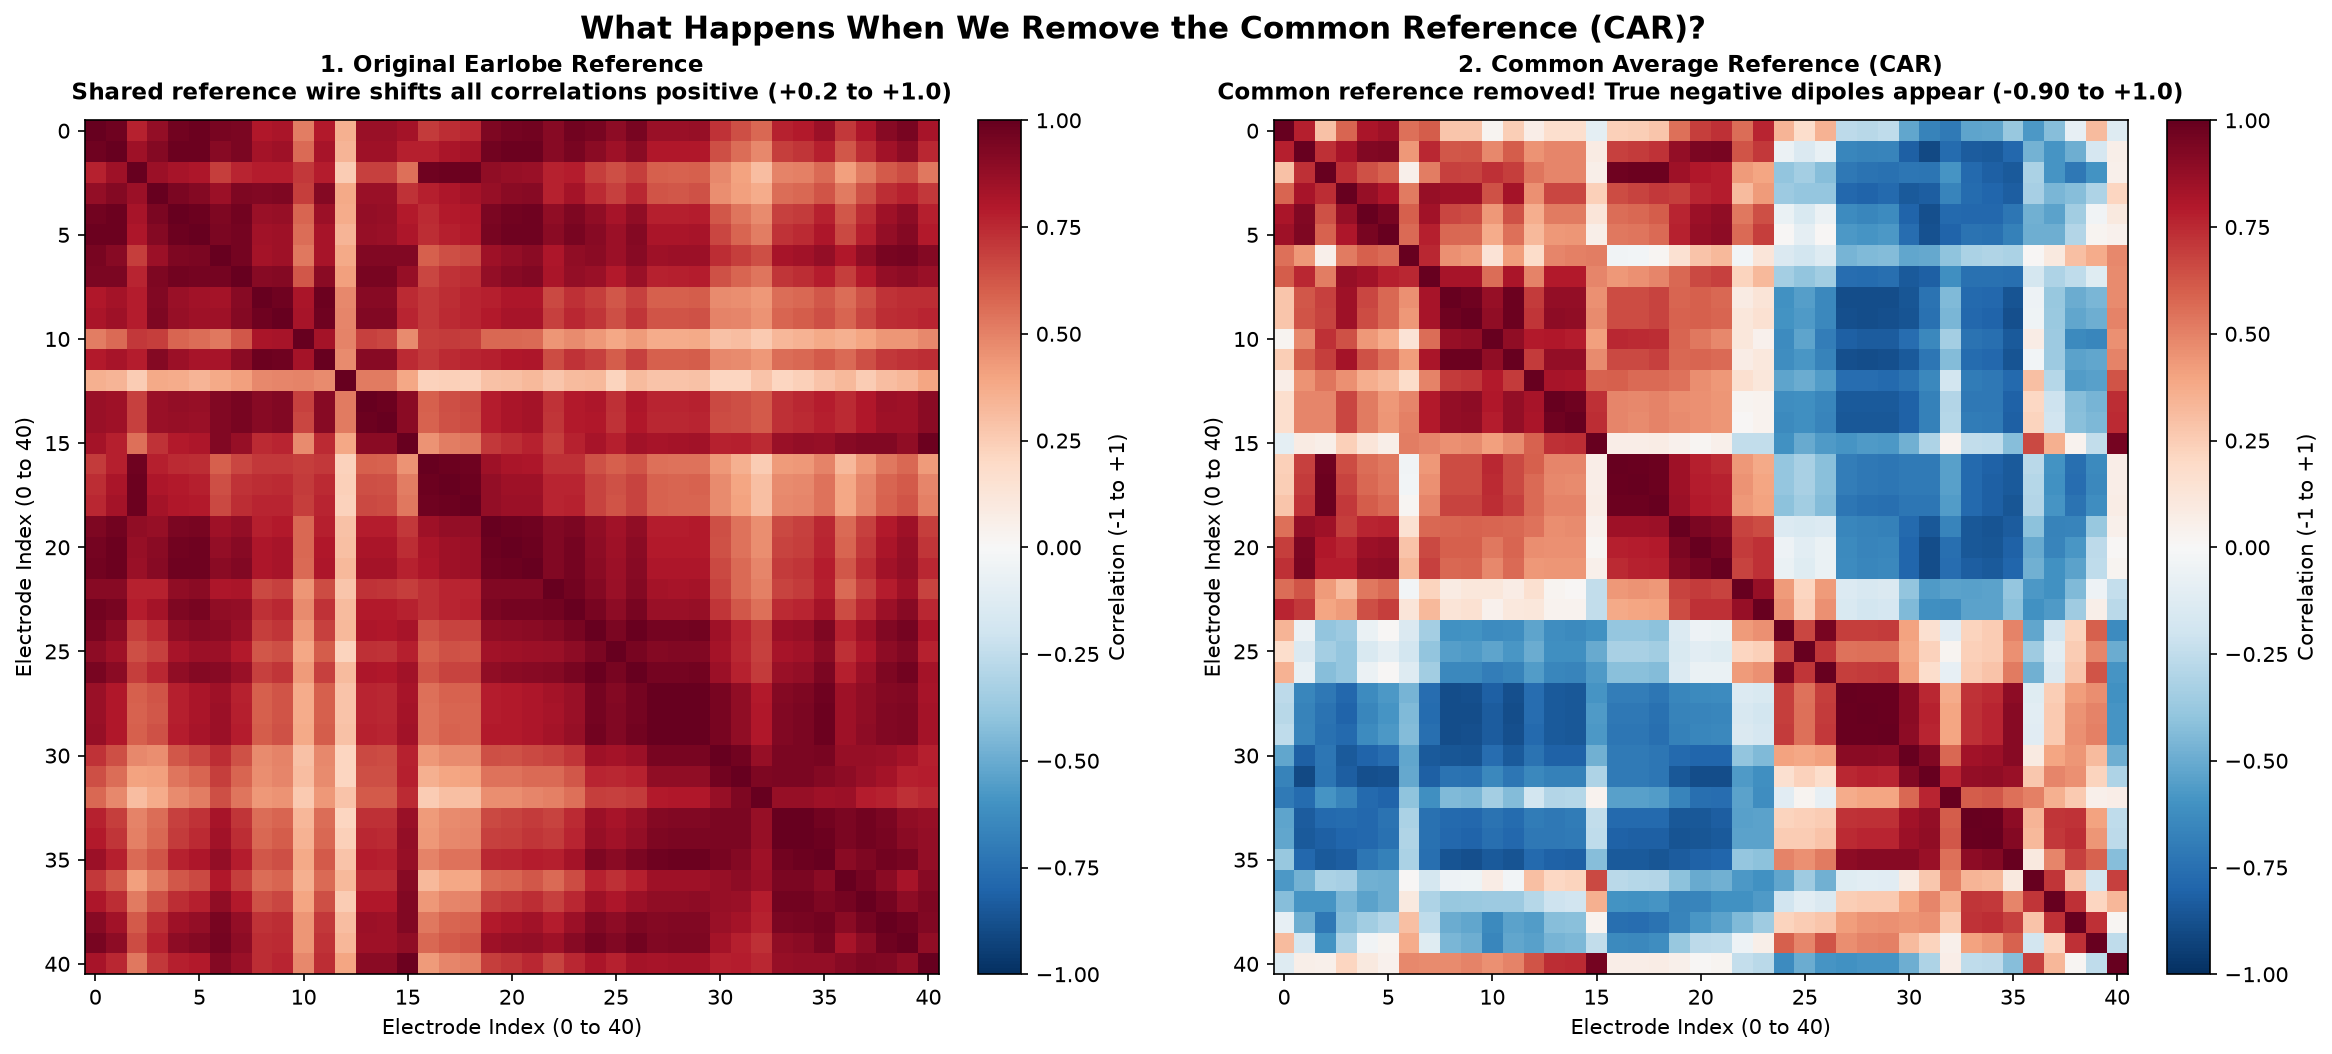 What Happens When We Remove the Common Reference (CAR)?
1. Original Earlobe Reference
Shared reference wire shifts all correlations positive (+0.2 to +1.0)
0
5
10
15
20
25
30
35
40
Electrode Index (0 to 40)
0 5 10 15 20 25 30 35 40
Electrode Index (0 to 40)
1.00
0.75
0.50
0.25
0.00
−0.25
−0.50
−0.75
−1.00
Correlation (-1 to +1)
2. Common Average Reference (CAR)
Common reference removed! True negative dipoles appear (-0.90 to +1.0)
0
5
10
15
20
25
30
35
40
Electrode Index (0 to 40)
0 5 10 15 20 25 30 35 40
Electrode Index (0 to 40)
1.00
0.75
0.50
0.25
0.00
−0.25
−0.50
−0.75
−1.00
Correlation (-1 to +1)